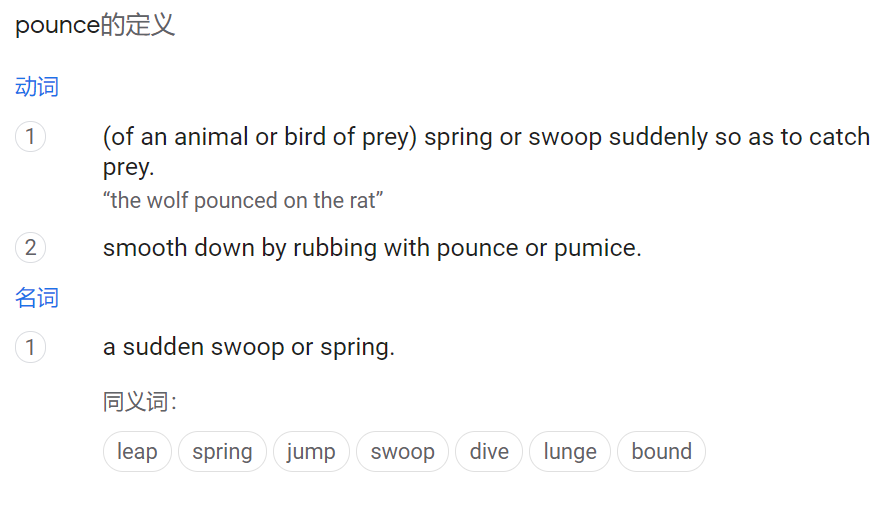 pounce的定义
动词
1 (of an animal or bird of prey) spring or swoop suddenly so as to catch
prey.
“the wolf pounced on the rat”
2 smooth down by rubbing with pounce or pumice.
名词
1 a sudden swoop or spring.
同义词：
leap spring jump swoop dive lunge bound